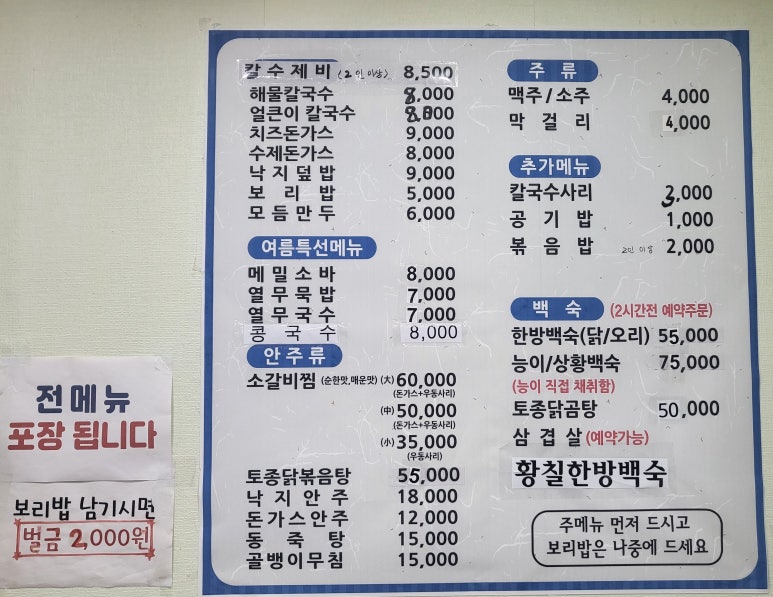 칼수제비 (2인 이상) 8,500
해물칼국수 8,000
얼큰이 칼국수
치즈돈가스 9,000
수제돈가스 8,000
낙지덮밥 9,000
보리밥 5,000
모듬만두 6,000
여름특선메뉴
메밀소바 8,000
열무묵밥 7,000
열무국수 7,000
콩국수 8,000
안주류
소갈비찜 (순한맛,매운맛) (大) 60,000
(돈가스+우동사리)
(中) 50,000
(돈가스+우동사리)
(小) 35,000
(우동사리)
토종닭볶음탕 55,000
낙지안주 18,000
돈가스안주 12,000
동죽탕 15,000
골뱅이무침 15,000
주류
맥주/소주 4,000
막걸리 4,000
추가메뉴
칼국수사리 3,000
공기밥 1,000
볶음밥 2인 이상 2,000
백숙 (2시간전 예약주문)
한방백숙(닭/오리) 55,000
능이/상황백숙 75,000
(능이 직접 채취함)
토종닭곰탕 50,000
삼겹살 (예약가능)
황칠한방백숙
주메뉴 먼저 드시고
보리밥은 나중에 드세요
전메뉴
포장 됩니다
보리밥 남기시면
벌금 2,000원